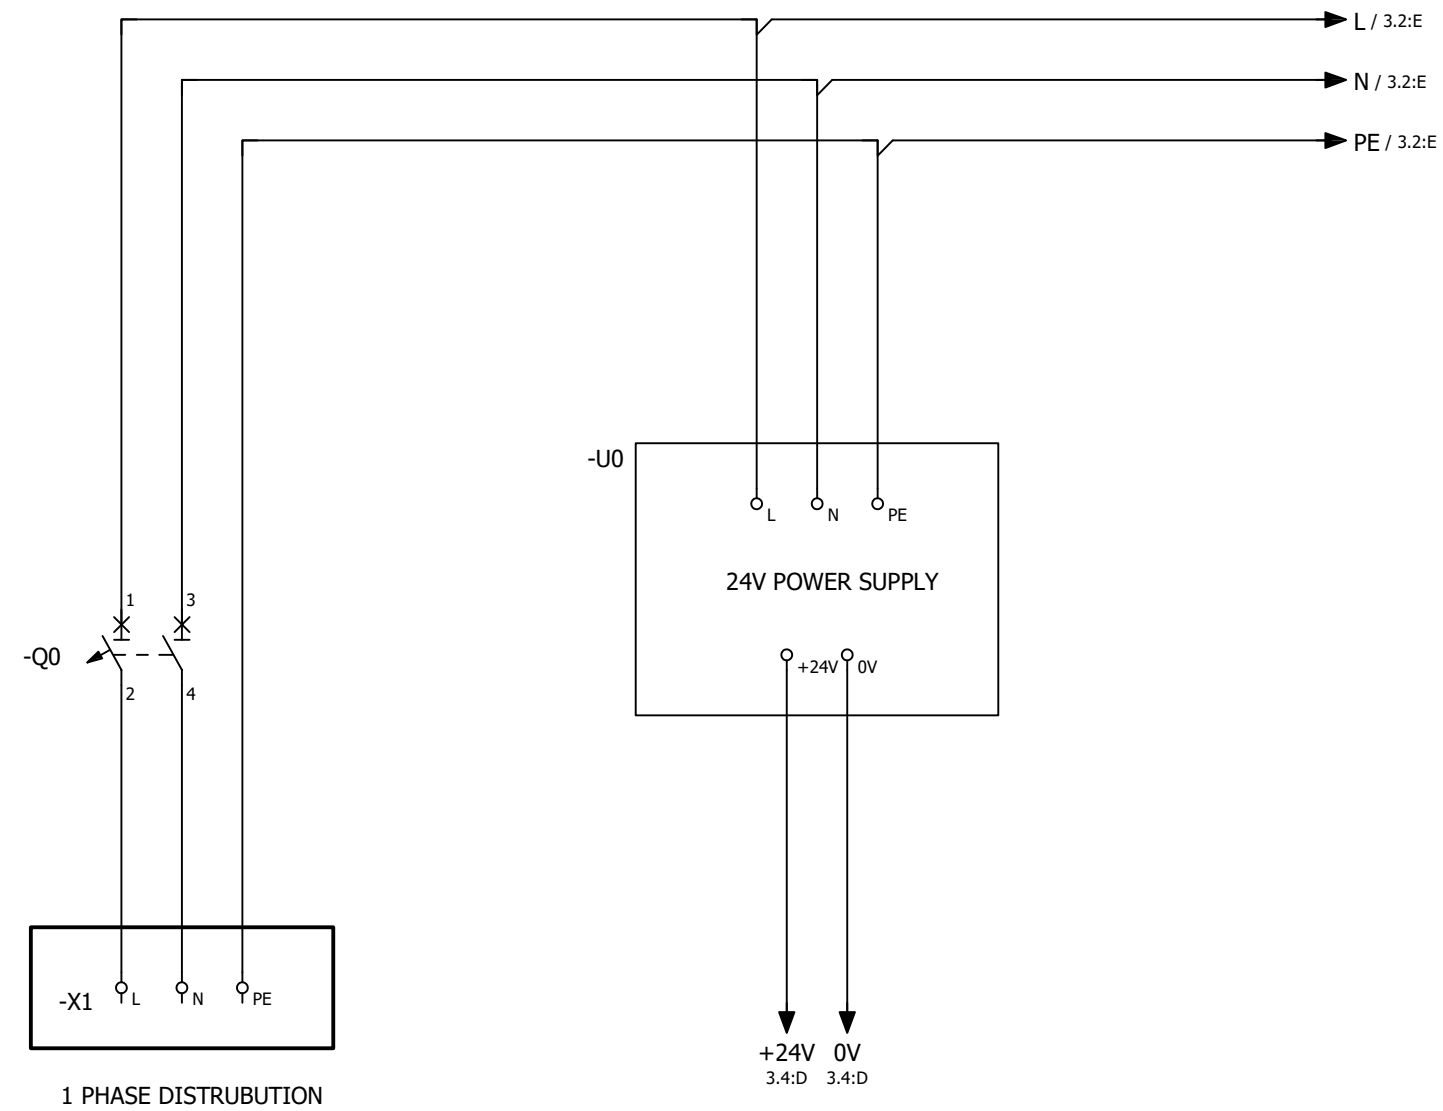 L / 3.2:E
N / 3.2:E
PE / 3.2:E
-U0
L N PE
24V POWER SUPPLY
+24V 0V
1 3
-Q0
2 4
-X1 L N PE
1 PHASE DISTRUBUTION
+24V 0V
3.4:D 3.4:D